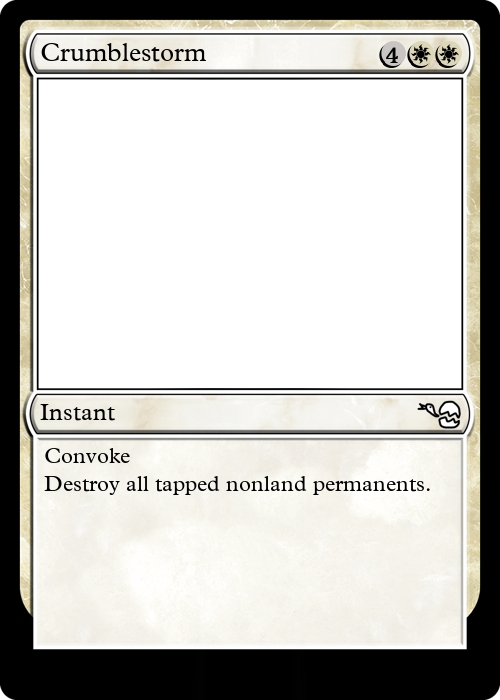 Crumblestorm 4
Instant
Convoke
Destroy all tapped nonland permanents.